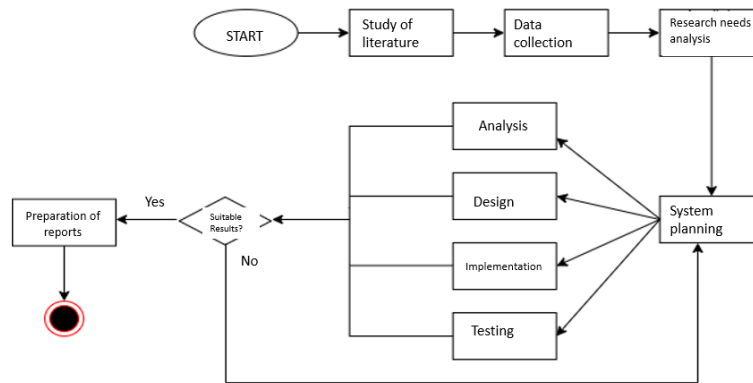 START
Study of
literature
Data
collection
Research needs
analysis
Analysis
Design
Implementation
Testing
System
planning
Suitable
Results?
Yes
No
Preparation of
reports